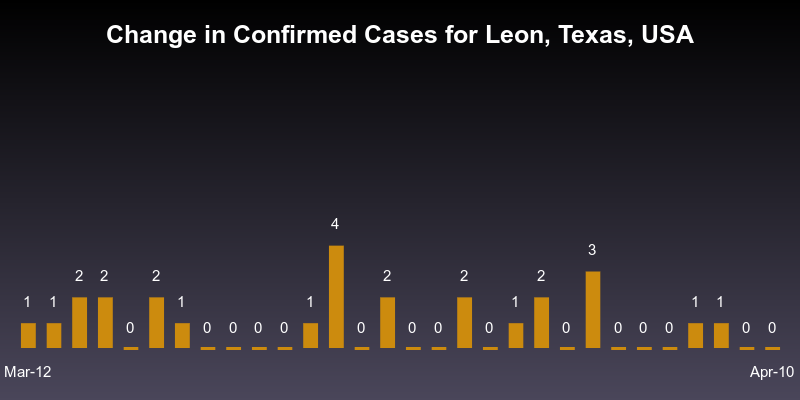 Change in Confirmed Cases for Leon, Texas, USA
1 1 2 2 0 2 1 0 0 0 0 1 4 0 2 0 0 2 0 1 2 0 3 0 0 0 1 1 0 0
Mar-12 Apr-10